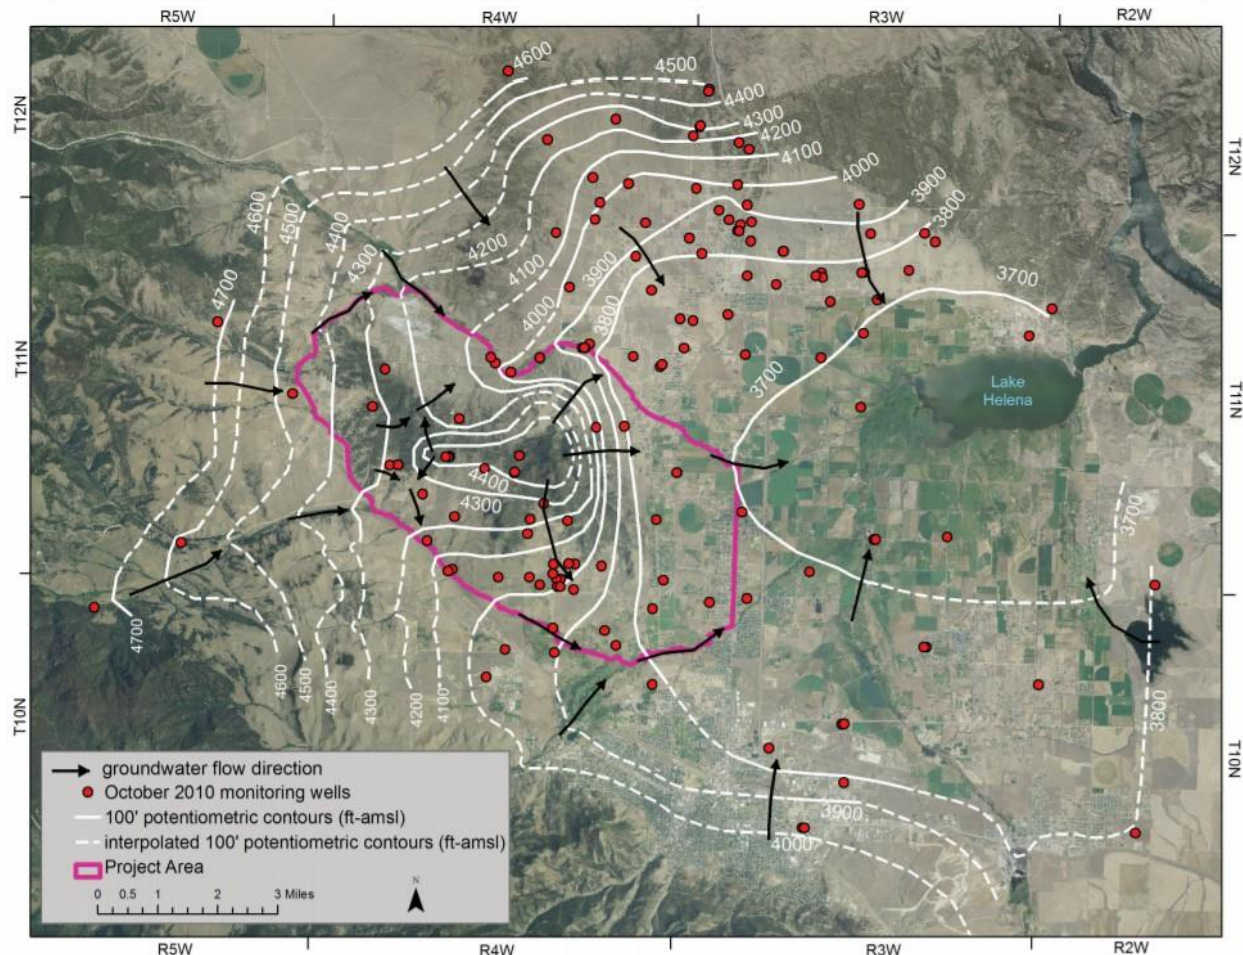 R5W
R4W
R3W
R2W
T12N
T12N
4600
4500
4400
4300
4200
4100
4000
3900
3800
4600
4500
4400
4300
4200
4100
4000
3900
3800
3700
4700
3700
Lake
Helena
T11N
T11N
4400
4300
3700
4700
4600
4500
4400
4300
4200
4100
3800
T10N
T10N
3900
4000
groundwater flow direction
October 2010 monitoring wells
100' potentiometric contours (ft-amsl)
interpolated 100' potentiometric contours (ft-amsl)
Project Area
0 0.5 1 2 3 Miles
N
R5W
R4W
R3W
R2W